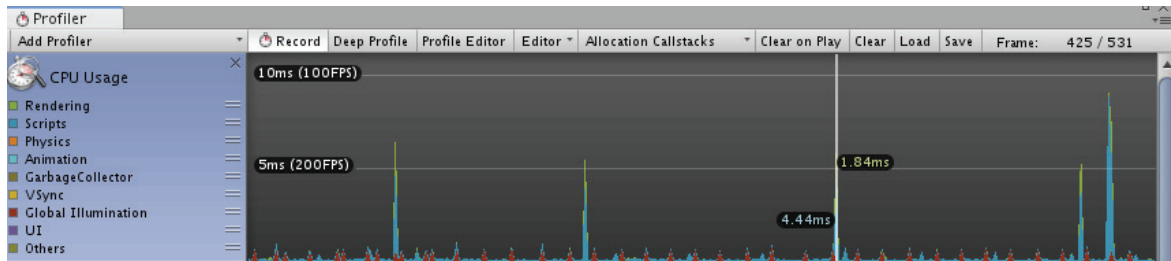 Profiler
Add Profiler Record Deep Profile Profile Editor Editor Allocation Callstacks Clear on Play Clear Load Save Frame: 425 / 531
CPU Usage
Rendering
Scripts
Physics
Animation
GarbageCollector
VSync
Global Illumination
UI
Others
10ms (100FPS)
5ms (200FPS)
1.84ms
4.44ms